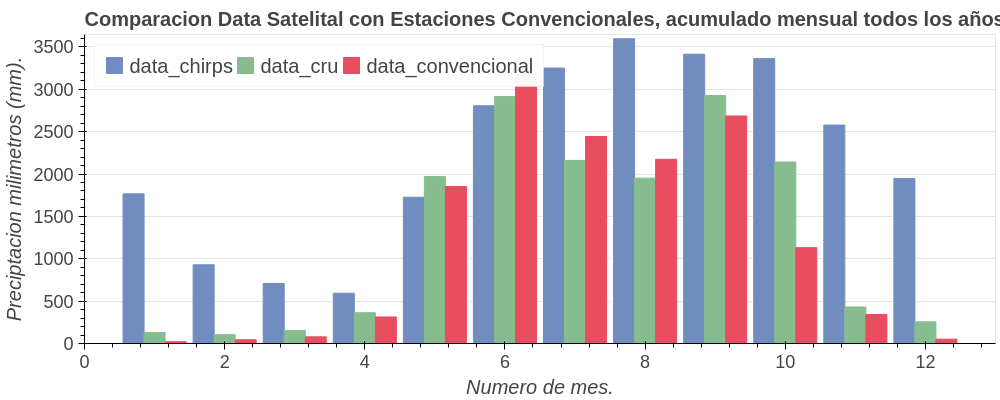 Comparacion Data Satelital con Estaciones Convencionales, acumulado mensual todos los años
data_chirps data_cru data_convencional
Preciptacion milimetros (mm).
3500
3000
2500
2000
1500
1000
500
0
0 2 4 6 8 10 12
Numero de mes.